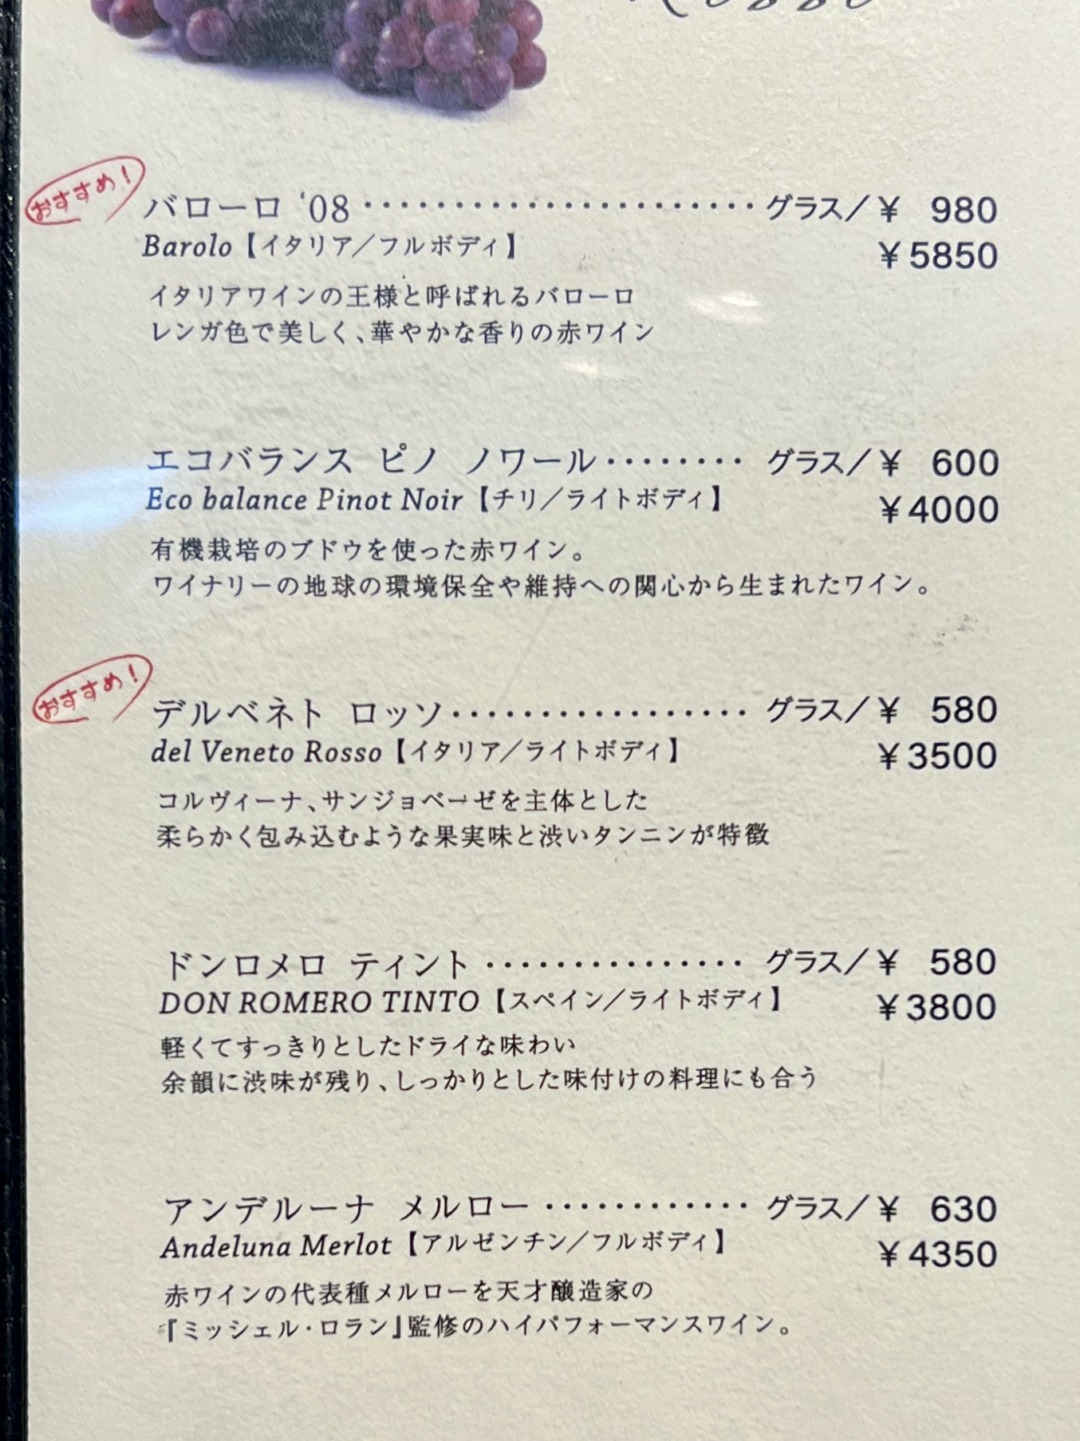 Rosso
おすすめ!
バローロ '08 ······················ グラス/¥ 980
Barolo【イタリア/フルボディ】 ¥5850
イタリアワインの王様と呼ばれるバローロ
レンガ色で美しく、華やかな香りの赤ワイン
エコバランス ピノ ノワール········ グラス/¥ 600
Eco balance Pinot Noir【チリ/ライトボディ】 ¥4000
有機栽培のブドウを使った赤ワイン。
ワイナリーの地球の環境保全や維持への関心から生まれたワイン。
おすすめ!
デルベネト ロッソ················· グラス/¥ 580
del Veneto Rosso【イタリア/ライトボディ】 ¥3500
コルヴィーナ、サンジョベーゼを主体とした
柔らかく包み込むような果実味と渋いタンニンが特徴
ドンロメロ ティント ··············· グラス/¥ 580
DON ROMERO TINTO【スペイン/ライトボディ】 ¥3800
軽くてすっきりとしたドライな味わい
余韻に渋味が残り、しっかりとした味付けの料理にも合う
アンデルーナ メルロー ············ グラス/¥ 630
Andeluna Merlot【アルゼンチン/フルボディ】 ¥4350
赤ワインの代表種メルローを天才醸造家の
『ミッシェル・ロラン』監修のハイパフォーマンスワイン。